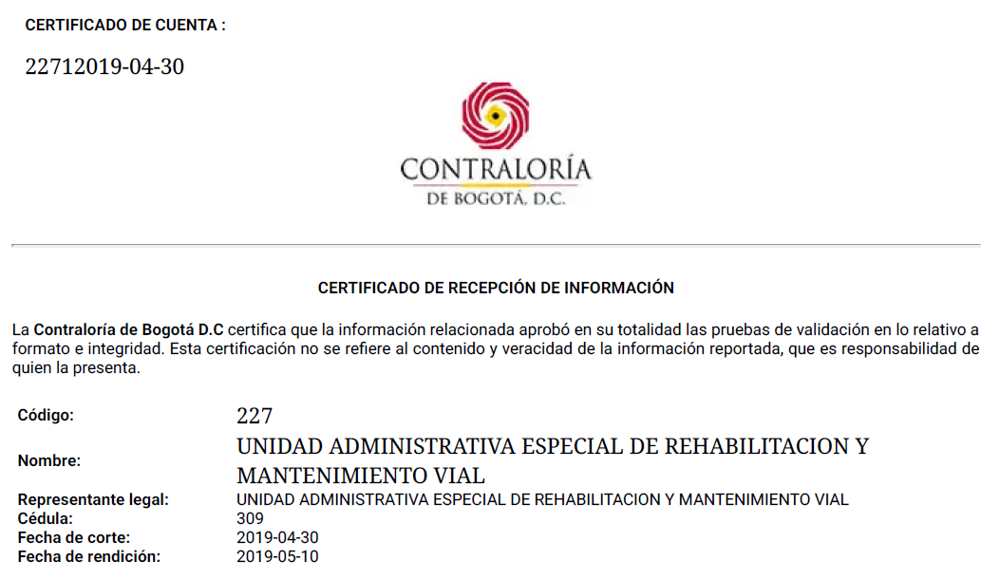 CERTIFICADO DE CUENTA :
22712019-04-30
CONTRALORÍA
DE BOGOTÁ, D.C.
CERTIFICADO DE RECEPCIÓN DE INFORMACIÓN
La Contraloría de Bogotá D.C certifica que la información relacionada aprobó en su totalidad las pruebas de validación en lo relativo a
formato e integridad. Esta certificación no se refiere al contenido y veracidad de la información reportada, que es responsabilidad de
quien la presenta.
Código: 227
Nombre: UNIDAD ADMINISTRATIVA ESPECIAL DE REHABILITACION Y
MANTENIMIENTO VIAL
Representante legal: UNIDAD ADMINISTRATIVA ESPECIAL DE REHABILITACION Y MANTENIMIENTO VIAL
Cédula: 309
Fecha de corte: 2019-04-30
Fecha de rendición: 2019-05-10